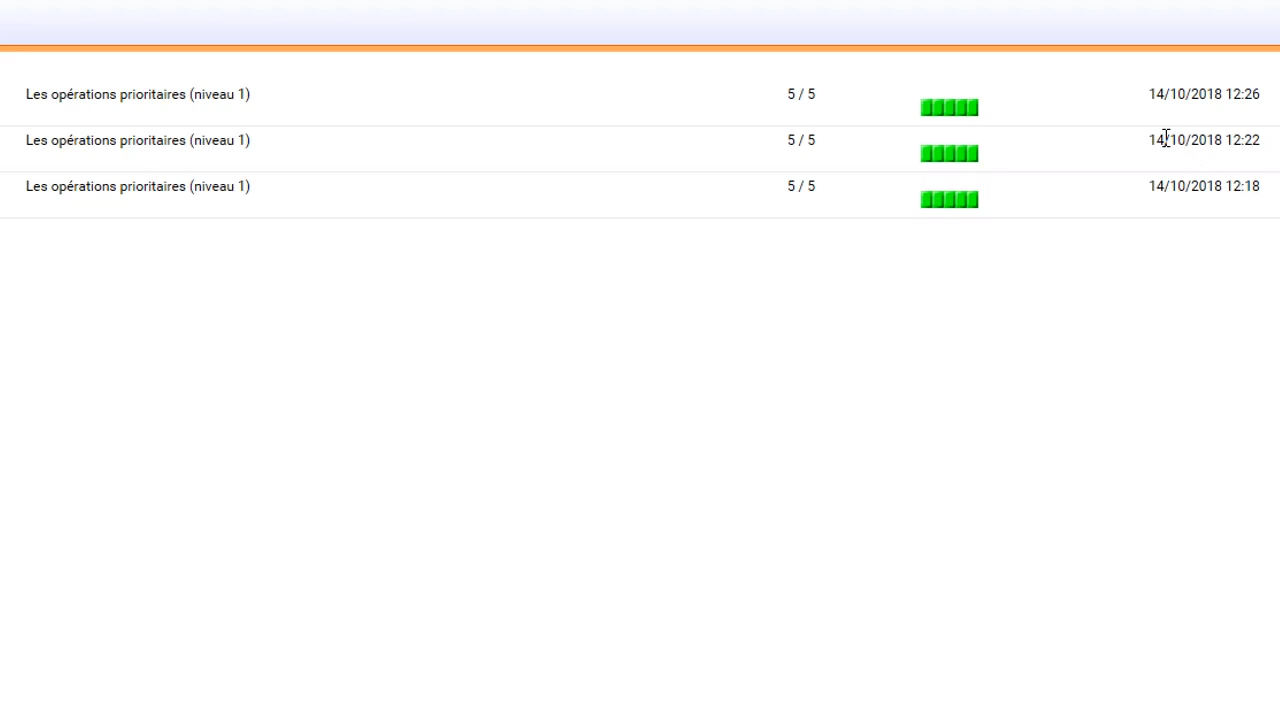 Les opérations prioritaires (niveau 1) 5 / 5 14/10/2018 12:26
Les opérations prioritaires (niveau 1) 5 / 5 14/10/2018 12:22
Les opérations prioritaires (niveau 1) 5 / 5 14/10/2018 12:18